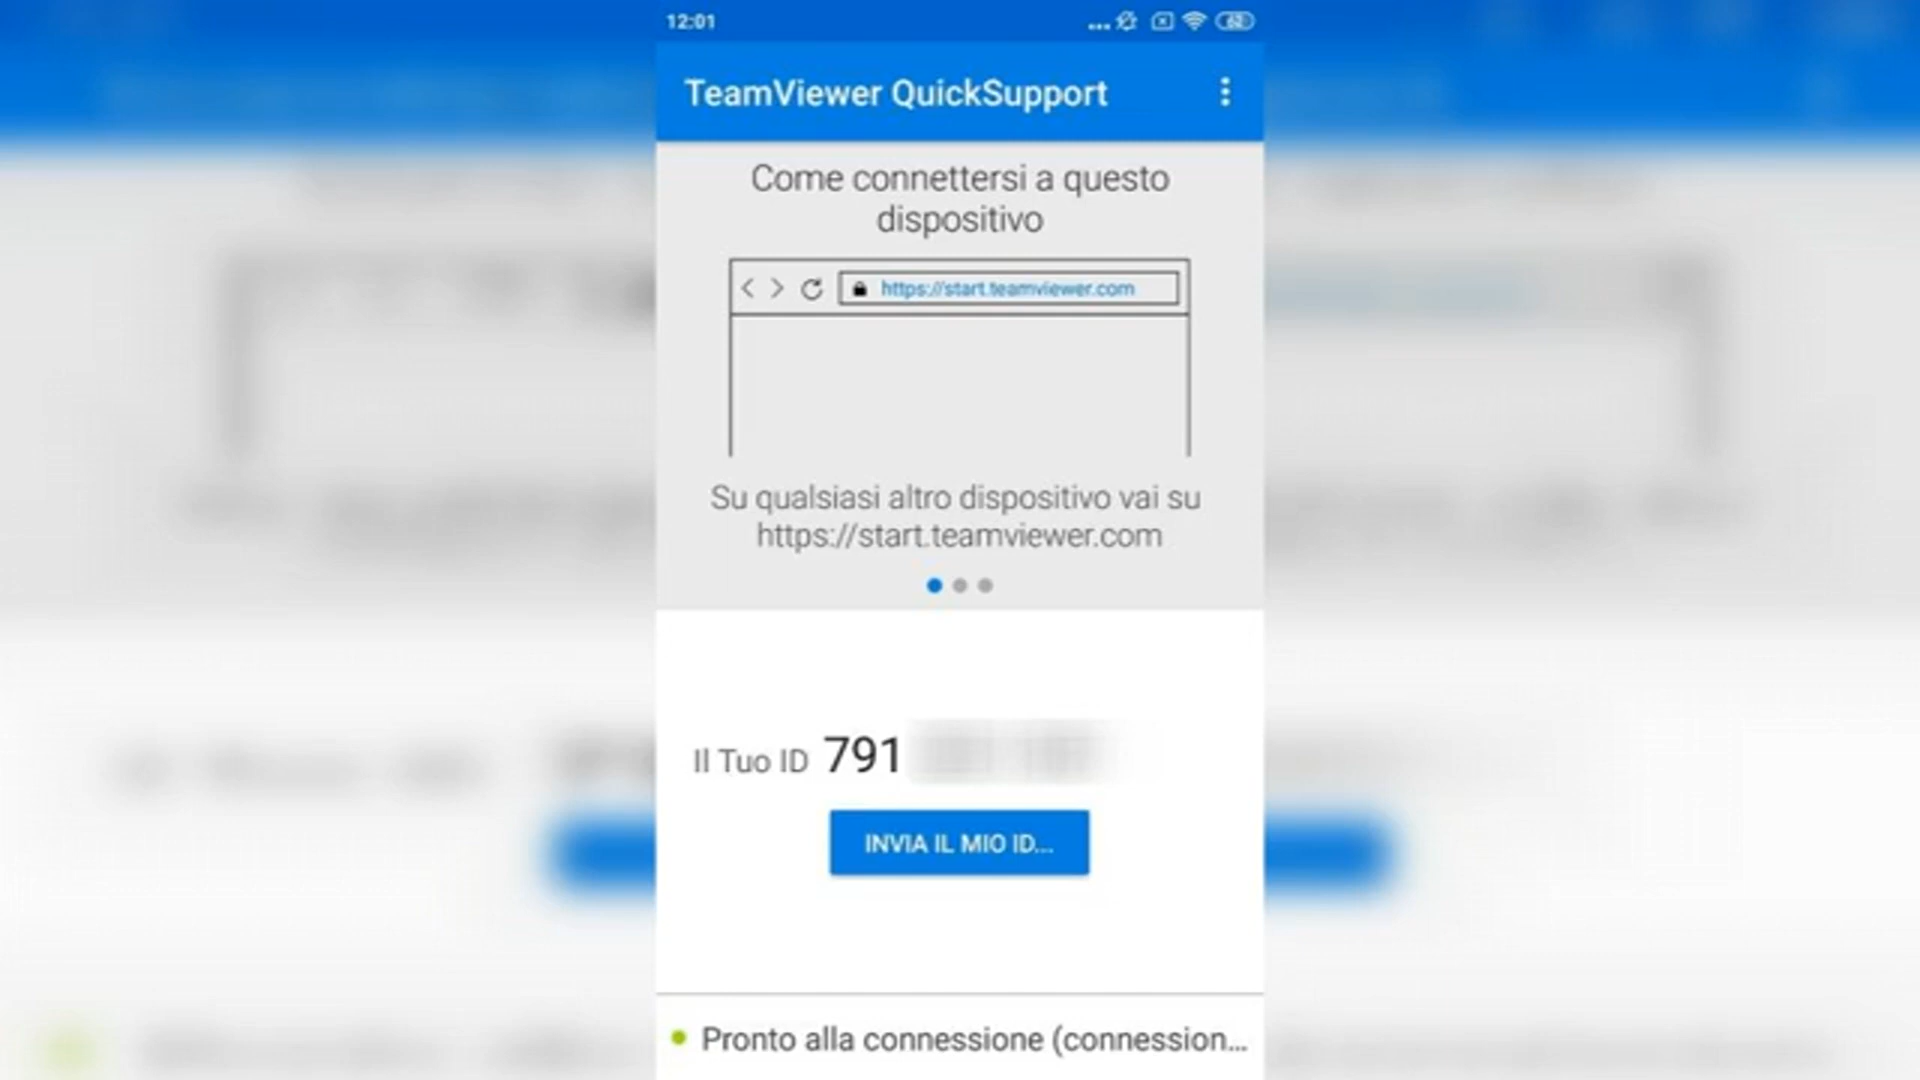 12:01
62
TeamViewer QuickSupport
Come connettersi a questo
dispositivo
https://start.teamviewer.com
Su qualsiasi altro dispositivo vai su
https://start.teamviewer.com
Il Tuo ID 791
INVIA IL MIO ID...
Pronto alla connessione (connession...